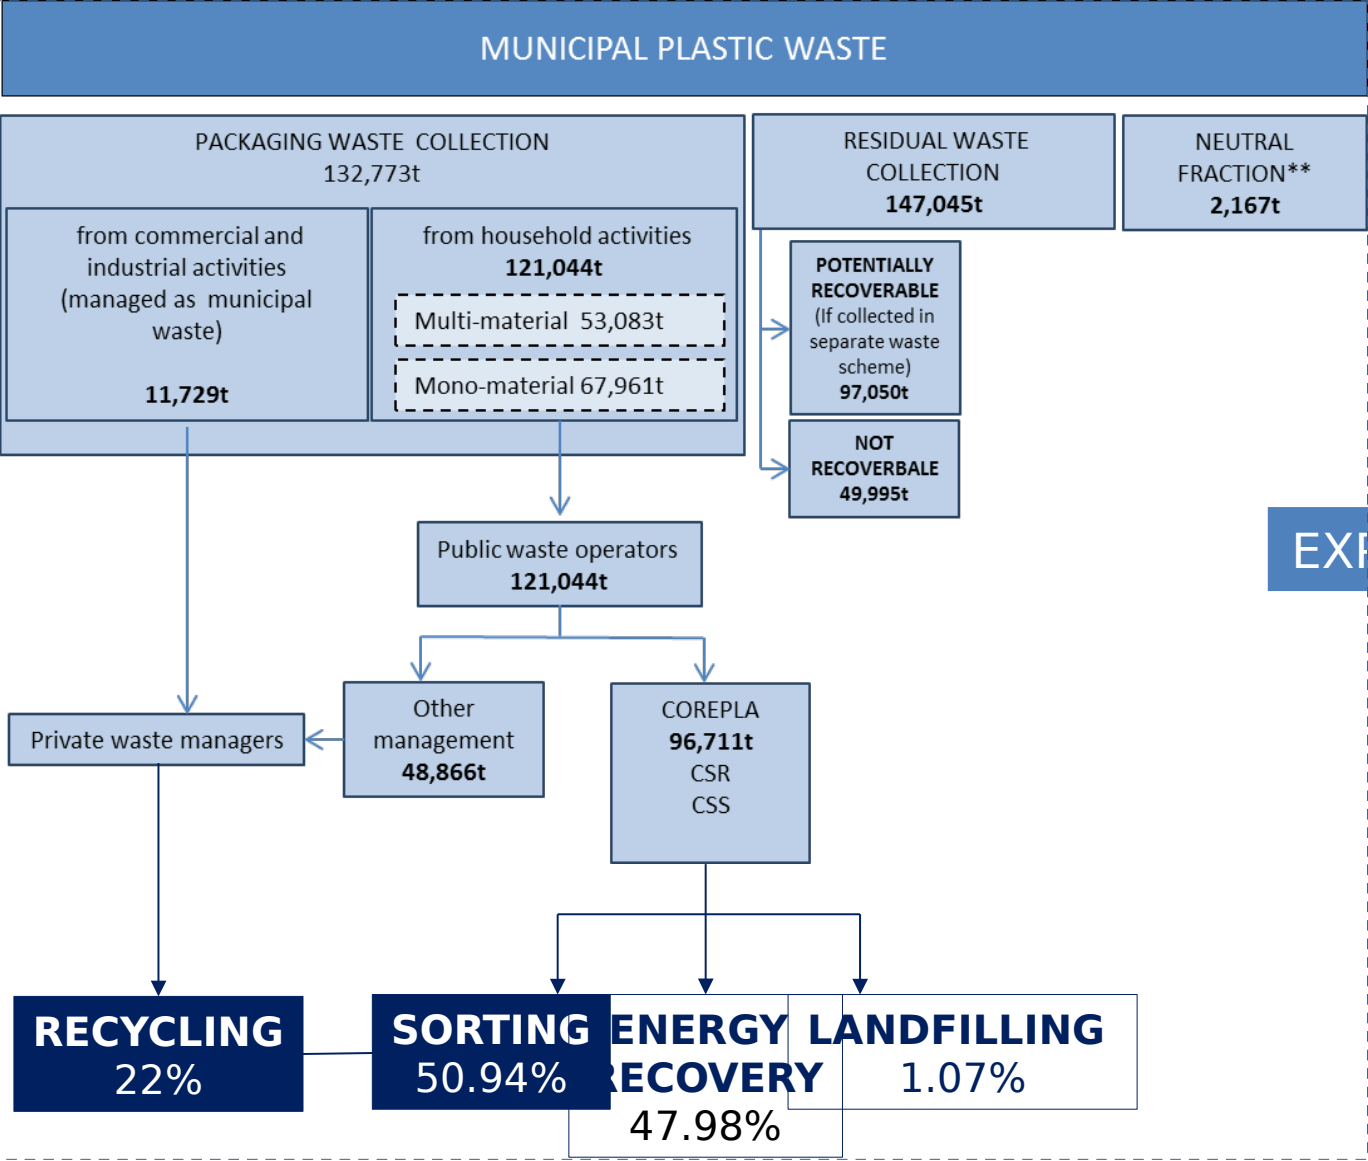 MUNICIPAL PLASTIC WASTE
PACKAGING WASTE COLLECTION
132,773t
from commercial and
industrial activities
(managed as municipal
waste)
11,729t
from household activities
121,044t
Multi-material 53,083t
Mono-material 67,961t
RESIDUAL WASTE
COLLECTION
147,045t
NEUTRAL
FRACTION**
2,167t
POTENTIALLY
RECOVERABLE
(If collected in
separate waste
scheme)
97,050t
NOT
RECOVERBALE
49,995t
Public waste operators
121,044t
Other
management
48,866t
COREPLA
96,711t
CSR
CSS
Private waste managers
RECYCLING
22%
SORTING
50.94%
ENERGY
RECOVERY
47.98%
LANDFILLING
1.07%